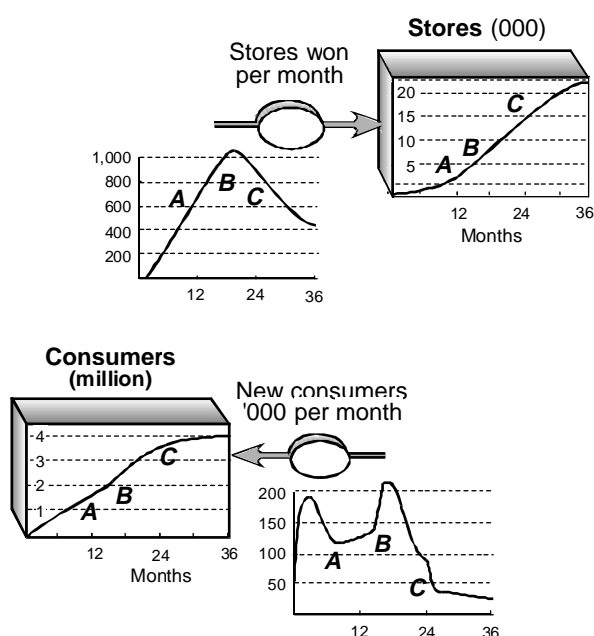 Stores (000)
Stores won
per month
20
15
10
5
A
B
C
12 24 36
Months
1,000
800
600
400
200
A
B
C
12 24 36
Consumers
(million)
4
3
2
1
A
B
C
12 24 36
Months
New consumers
'000 per month
200
150
100
50
A
B
C
12 24 36